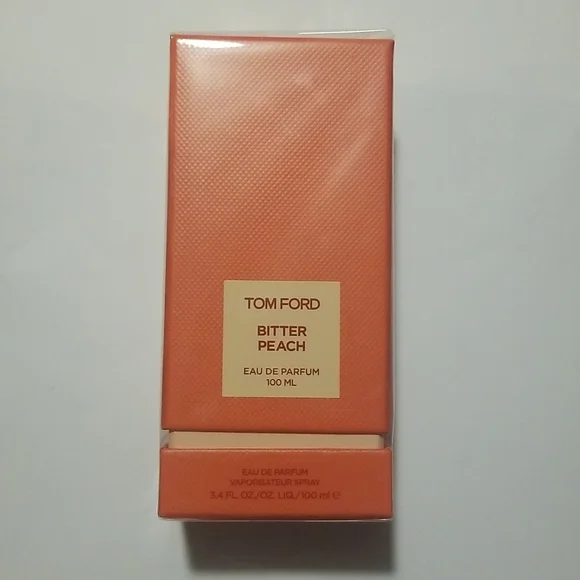 TOM FORD
BITTER
PEACH
EAU DE PARFUM
100 ML
EAU DE PARFUM
VAPORISATEUR SPRAY
3.4 FL. OZ./OZ. LIQ./100 ml ℮